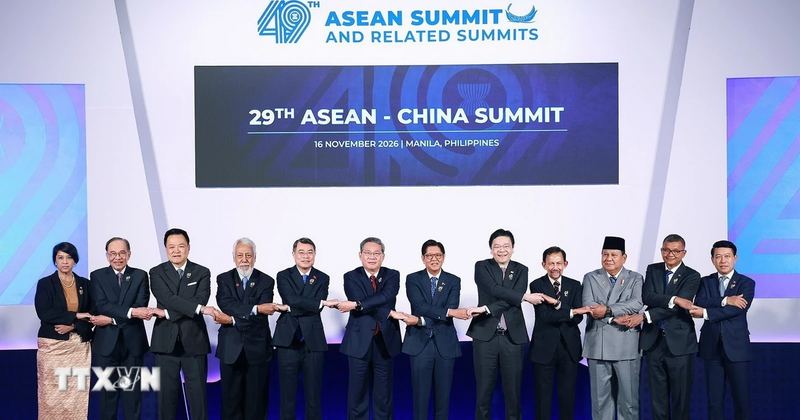 49TH
ASEAN SUMMIT
AND RELATED SUMMITS
29TH ASEAN - CHINA SUMMIT
16 NOVEMBER 2026 | MANILA, PHILIPPINES
TTXVN